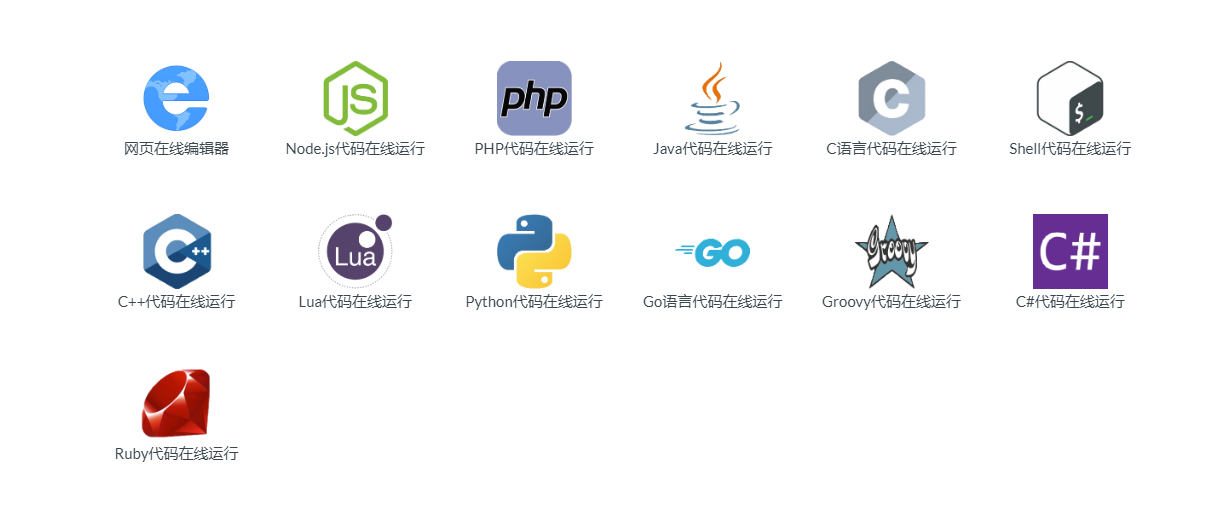 JS
php
C
$
网页在线编辑器
Node.js代码在线运行
PHP代码在线运行
Java代码在线运行
C语言代码在线运行
Shell代码在线运行
C++
Lua
GO
Groovy
C#
C++代码在线运行
Lua代码在线运行
Python代码在线运行
Go语言代码在线运行
Groovy代码在线运行
C#代码在线运行
Ruby代码在线运行